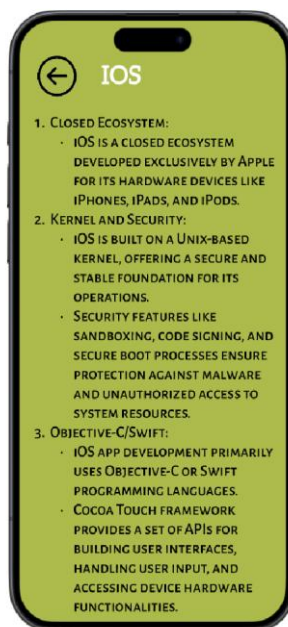 IOS
1. Closed Ecosystem:
· iOS is a closed ecosystem
developed exclusively by Apple
for its hardware devices like
iPhones, iPads, and iPods.
2. Kernel and Security:
· iOS is built on a Unix-based
kernel, offering a secure and
stable foundation for its
operations.
· Security features like
sandboxing, code signing, and
secure boot processes ensure
protection against malware
and unauthorized access to
system resources.
3. Objective-C/Swift:
· iOS app development primarily
uses Objective-C or Swift
programming languages.
· Cocoa Touch framework
provides a set of APIs for
building user interfaces,
handling user input, and
accessing device hardware
functionalities.